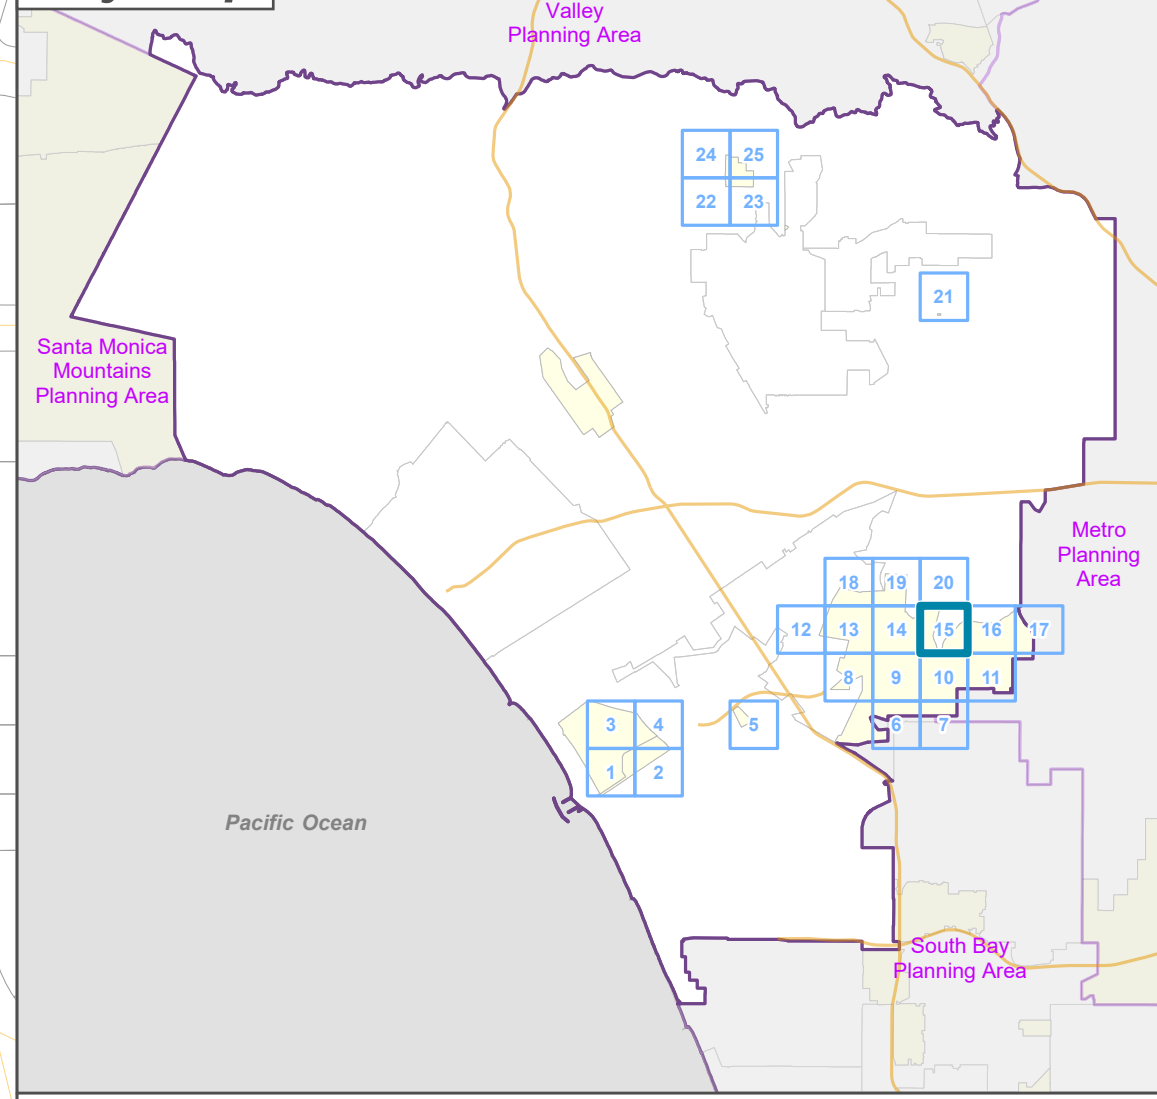 Valley
Planning Area
24 25
22 23
21
Santa Monica
Mountains
Planning Area
Metro
Planning
Area
18 19 20
12 13 14 15 16 17
8 9 10 11
3 4 5 6 7
1 2
Pacific Ocean
South Bay
Planning Area